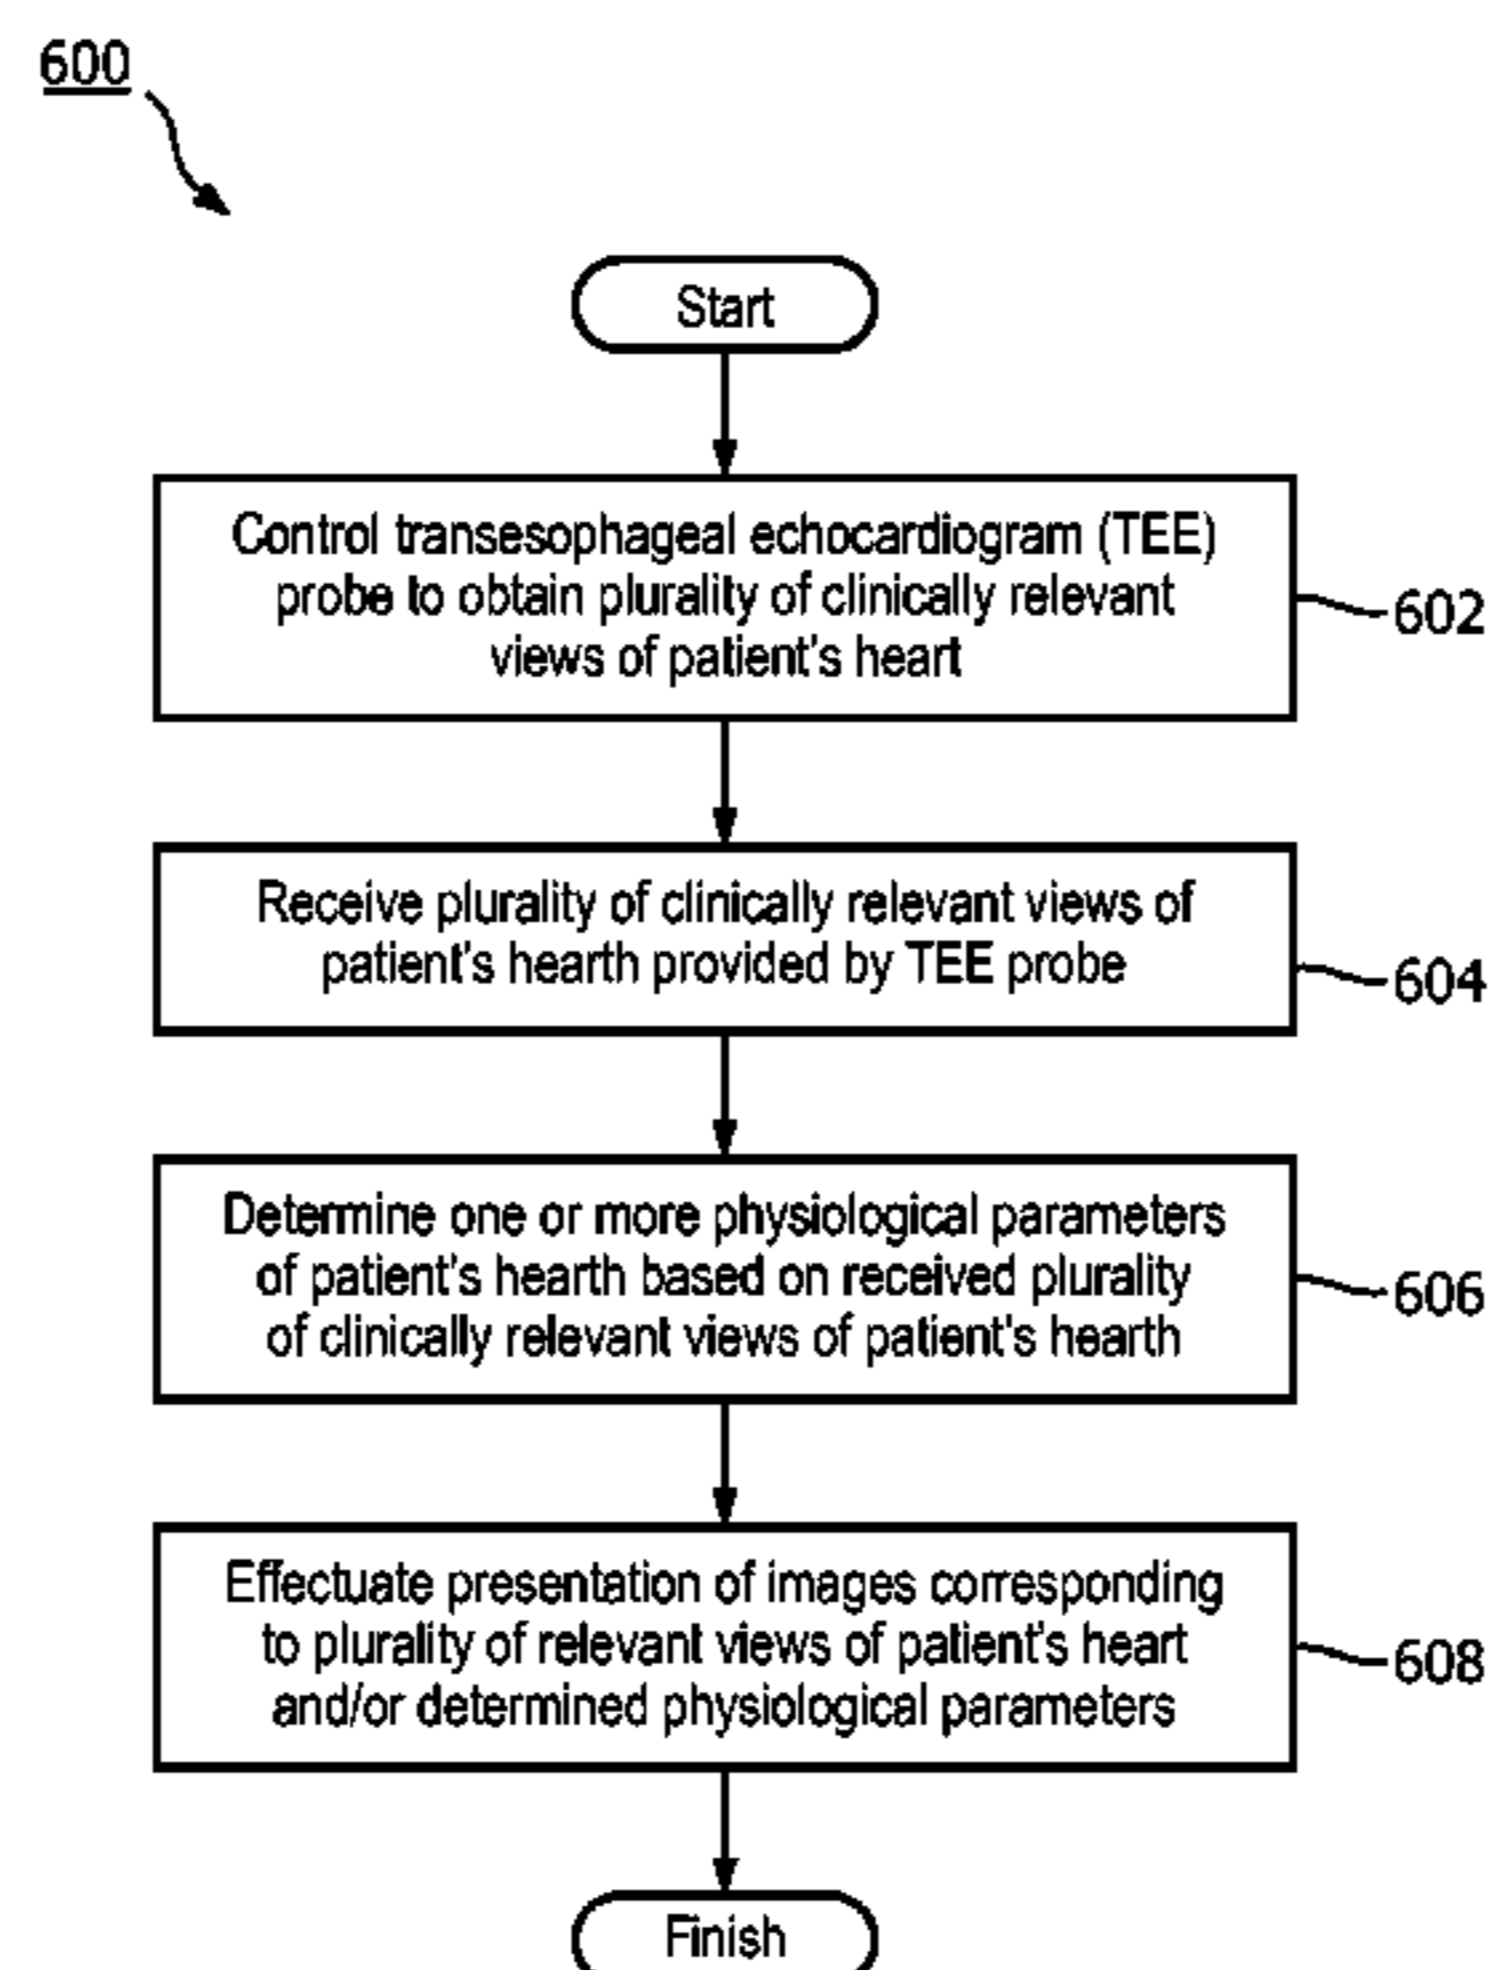 600
Start
Control transesophageal echocardiogram (TEE)
probe to obtain plurality of clinically relevant
views of patient's heart
602
Receive plurality of clinically relevant views of
patient's hearth provided by TEE probe
604
Determine one or more physiological parameters
of patient's hearth based on received plurality
of clinically relevant views of patient's hearth
606
Effectuate presentation of images corresponding
to plurality of relevant views of patient's heart
and/or determined physiological parameters
608
Finish